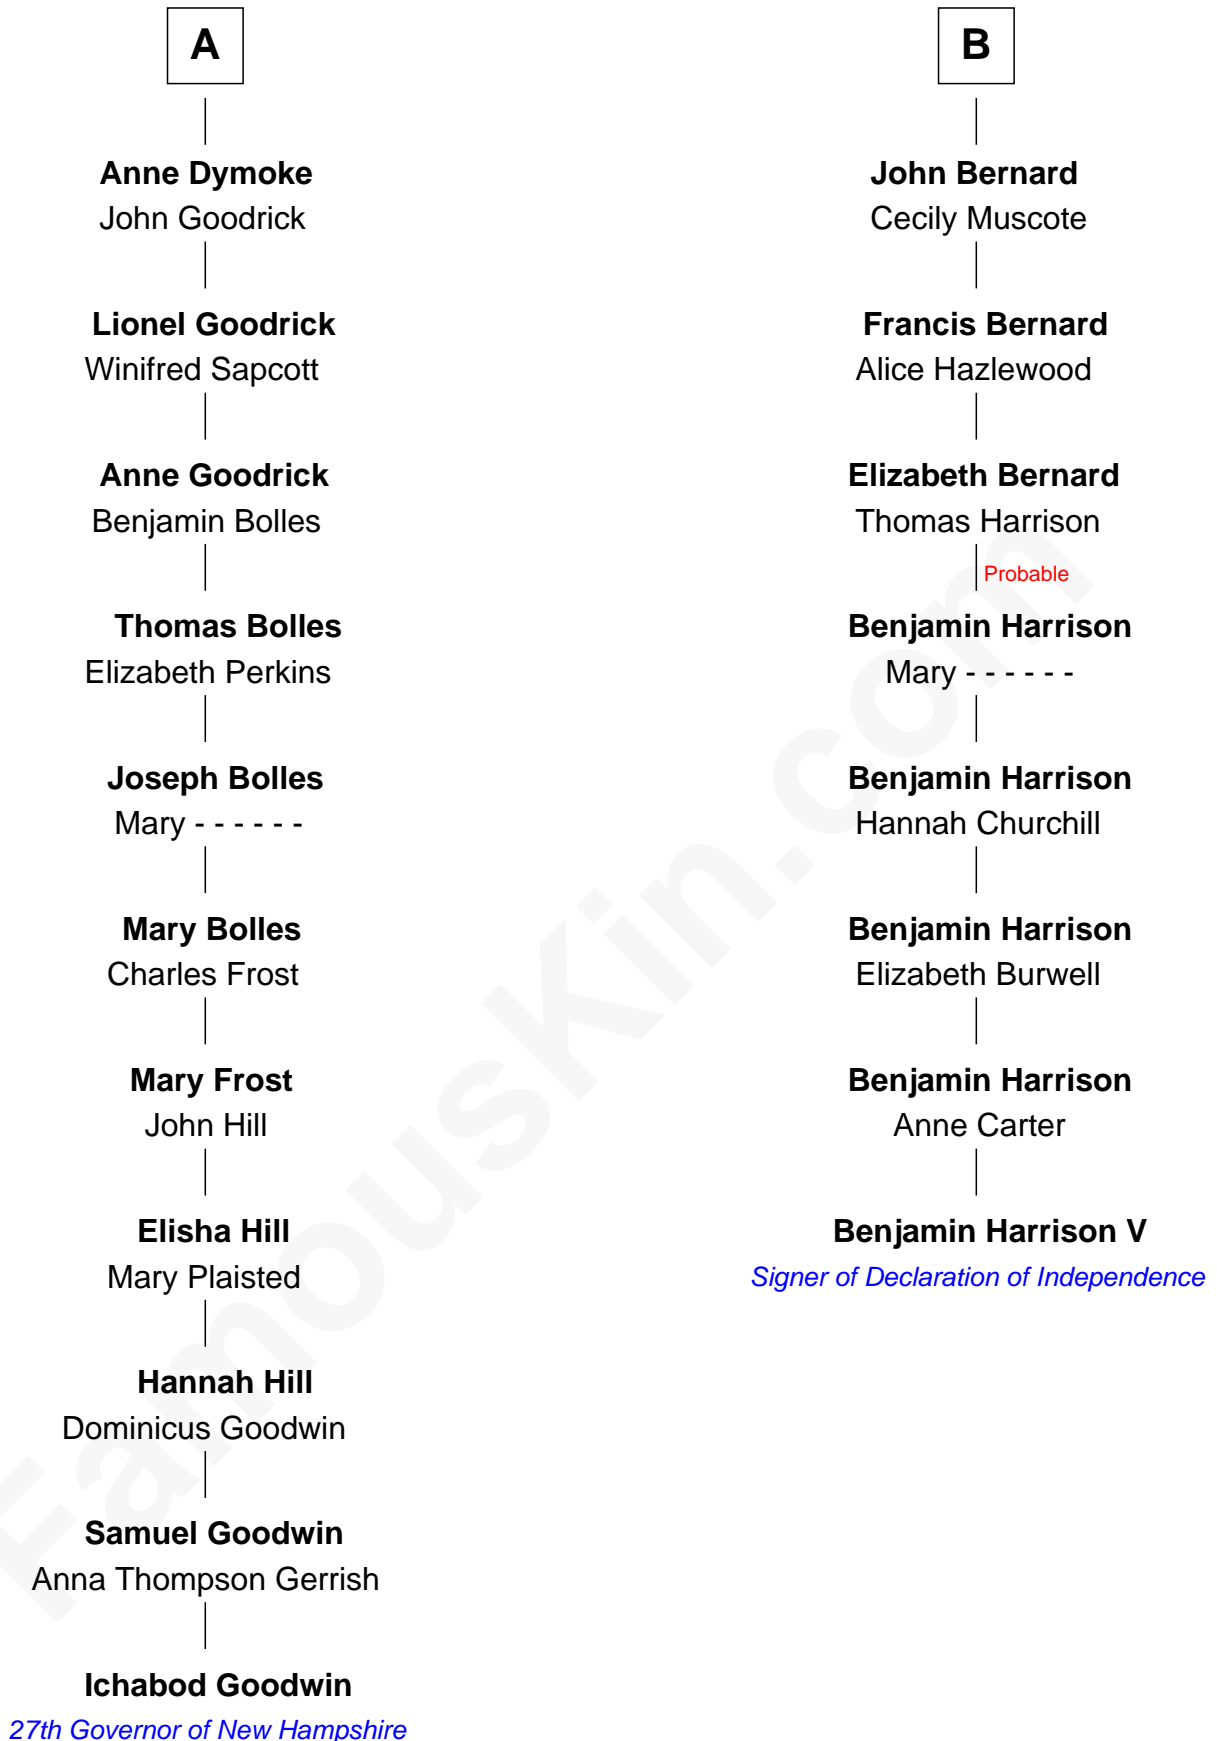 A
Anne Dymoke
John Goodrick
Lionel Goodrick
Winifred Sapcott
Anne Goodrick
Benjamin Bolles
Thomas Bolles
Elizabeth Perkins
Joseph Bolles
Mary - - - - - -
Mary Bolles
Charles Frost
Mary Frost
John Hill
Elisha Hill
Mary Plaisted
Hannah Hill
Dominicus Goodwin
Samuel Goodwin
Anna Thompson Gerrish
Ichabod Goodwin
27th Governor of New Hampshire
B
John Bernard
Cecily Muscote
Francis Bernard
Alice Hazlewood
Elizabeth Bernard
Thomas Harrison
Probable
Benjamin Harrison
Mary - - - - - -
Benjamin Harrison
Hannah Churchill
Benjamin Harrison
Elizabeth Burwell
Benjamin Harrison
Anne Carter
Benjamin Harrison V
Signer of Declaration of Independence
FamousKin.com